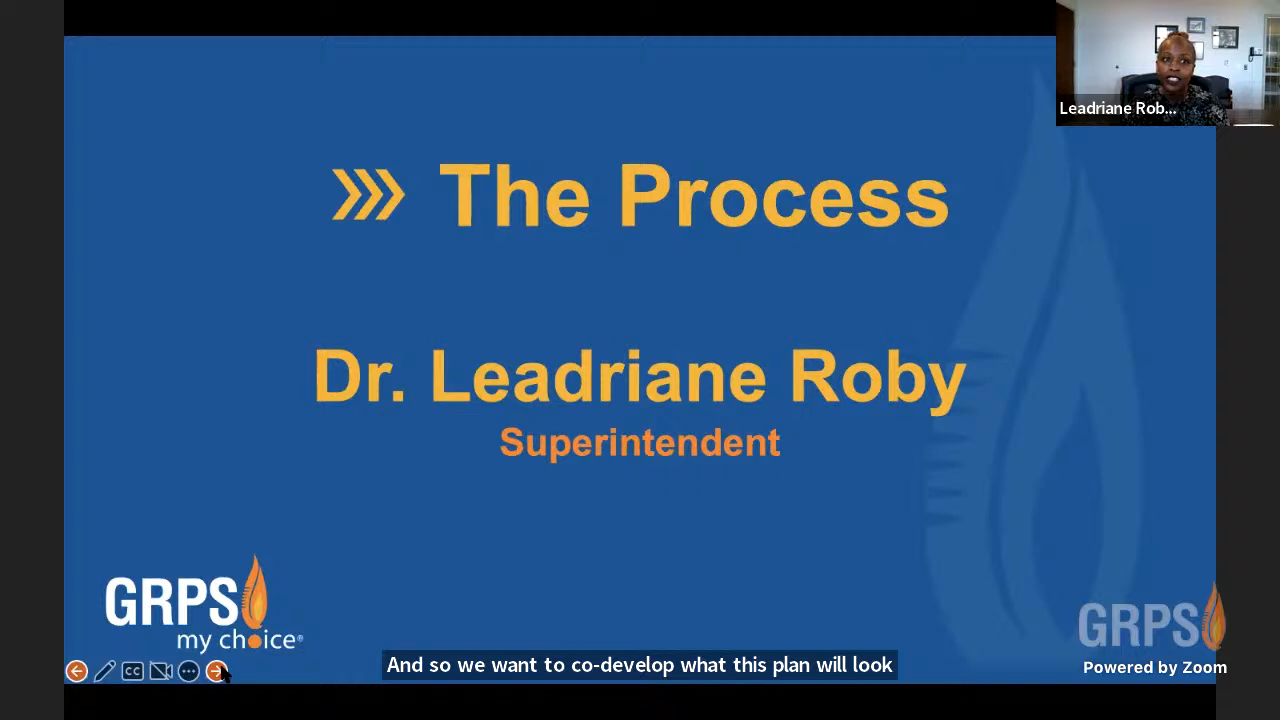 Leadriane Rob...
The Process
Dr. Leadriane Roby
Superintendent
GRPS
my choice®
GRPS
CC
And so we want to co-develop what this plan will look
Powered by Zoom